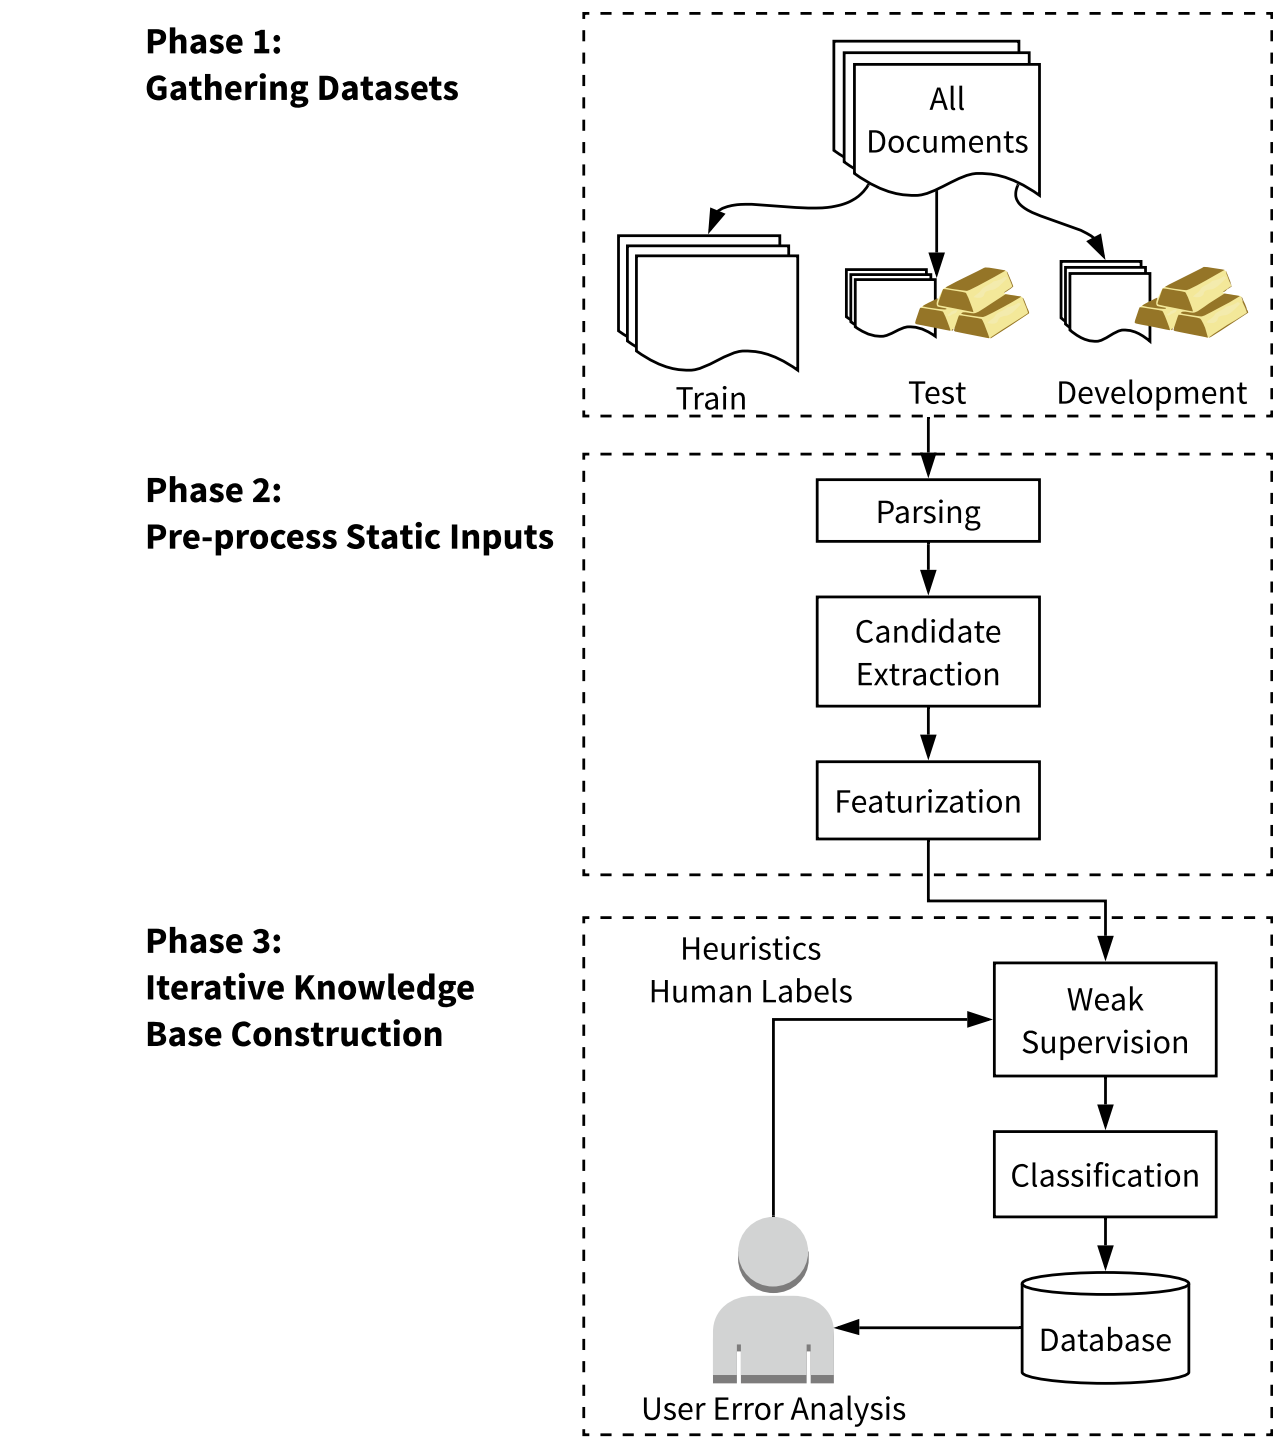 Phase 1:
Gathering Datasets
All
Documents
Train
Test
Development
Phase 2:
Pre-process Static Inputs
Parsing
Candidate
Extraction
Featurization
Phase 3:
Iterative Knowledge
Base Construction
Heuristics
Human Labels
Weak
Supervision
Classification
Database
User Error Analysis